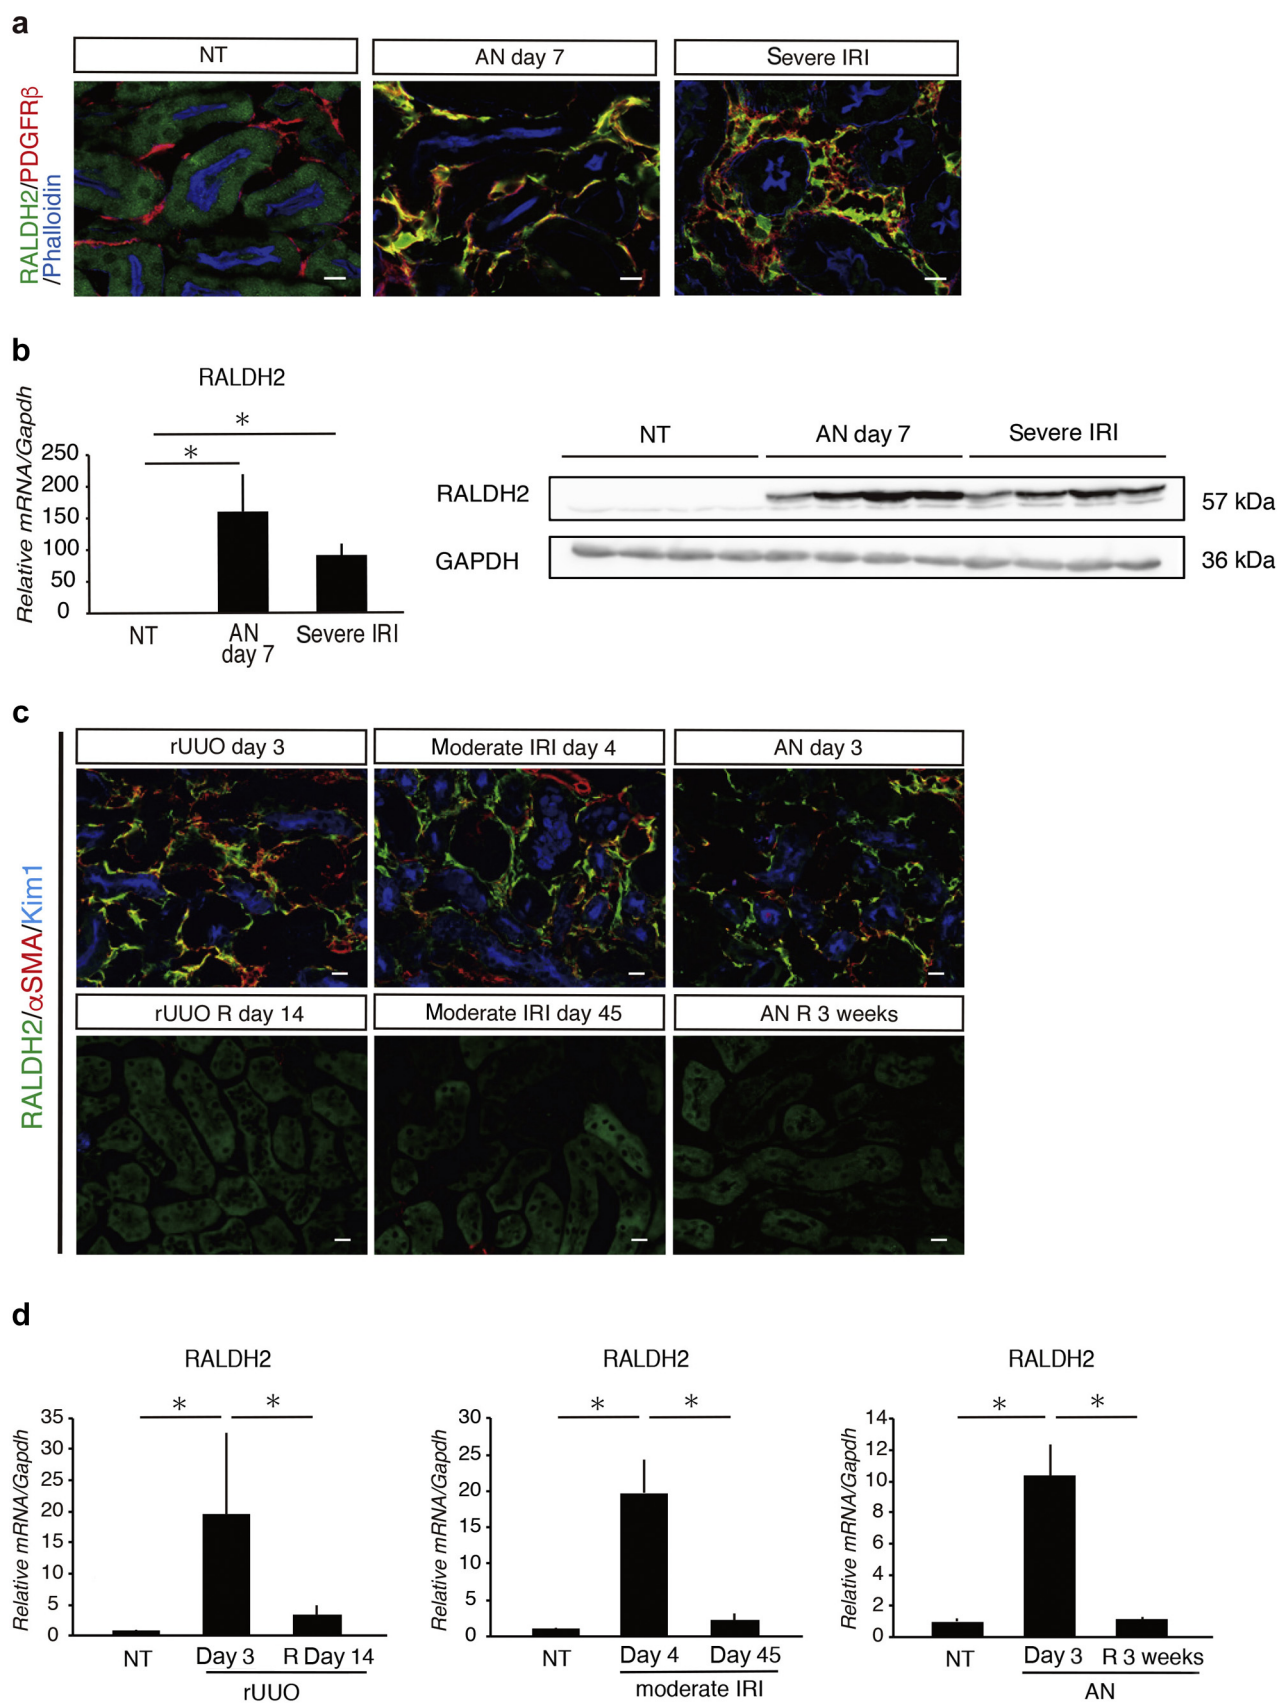 a
NT
AN day 7
Severe IRI
RALDH2/PDGFRβ
/Phalloidin
b
RALDH2
*
*
Relative mRNA/Gapdh
250
200
150
100
50
0
NT
AN
day 7
Severe IRI
NT
AN day 7
Severe IRI
RALDH2
57 kDa
GAPDH
36 kDa
c
RALDH2/αSMA/Kim1
rUUO day 3
Moderate IRI day 4
AN day 3
rUUO R day 14
Moderate IRI day 45
AN R 3 weeks
d
RALDH2
*
*
Relative mRNA/Gapdh
35
30
25
20
15
10
5
0
NT
Day 3
R Day 14
rUUO
RALDH2
*
*
Relative mRNA/Gapdh
30
25
20
15
10
5
0
NT
Day 4
Day 45
moderate IRI
RALDH2
*
*
Relative mRNA/Gapdh
14
12
10
8
6
4
2
0
NT
Day 3
R 3 weeks
AN